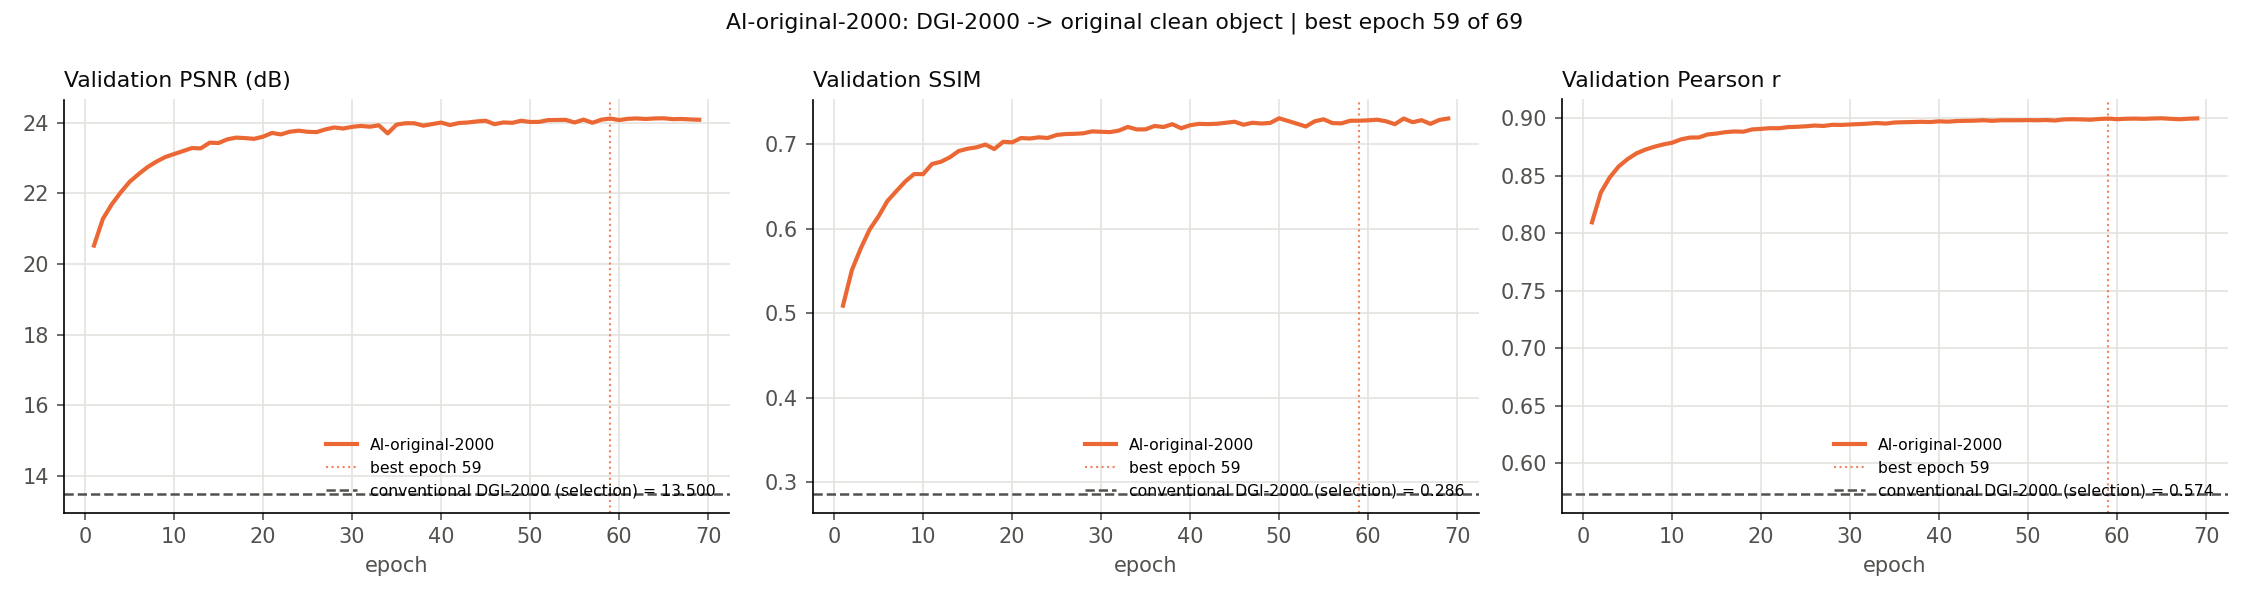 AI-original-2000: DGI-2000 -> original clean object | best epoch 59 of 69
Validation PSNR (dB)
24
22
20
18
16
14
AI-original-2000
best epoch 59
conventional DGI-2000 (selection) = 13.500
0 10 20 30 40 50 60 70
epoch
Validation SSIM
0.7
0.6
0.5
0.4
0.3
AI-original-2000
best epoch 59
conventional DGI-2000 (selection) = 0.286
0 10 20 30 40 50 60 70
epoch
Validation Pearson r
0.90
0.85
0.80
0.75
0.70
0.65
0.60
AI-original-2000
best epoch 59
conventional DGI-2000 (selection) = 0.574
0 10 20 30 40 50 60 70
epoch